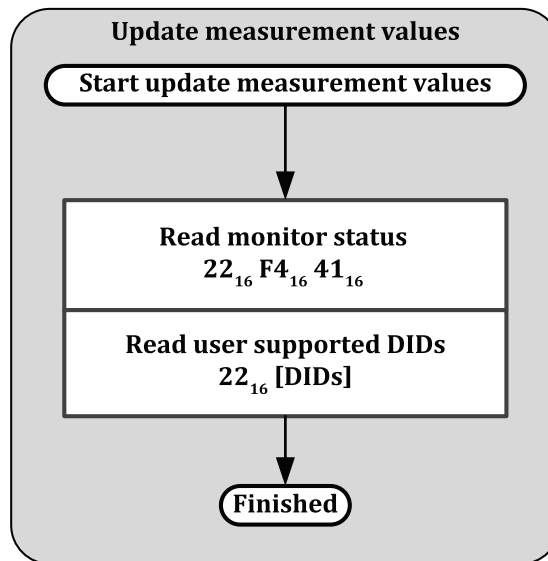 Update measurement values
Start update measurement values
Read monitor status
22₁₆ F4₁₆ 41₁₆
Read user supported DIDs
22₁₆ [DIDs]
Finished